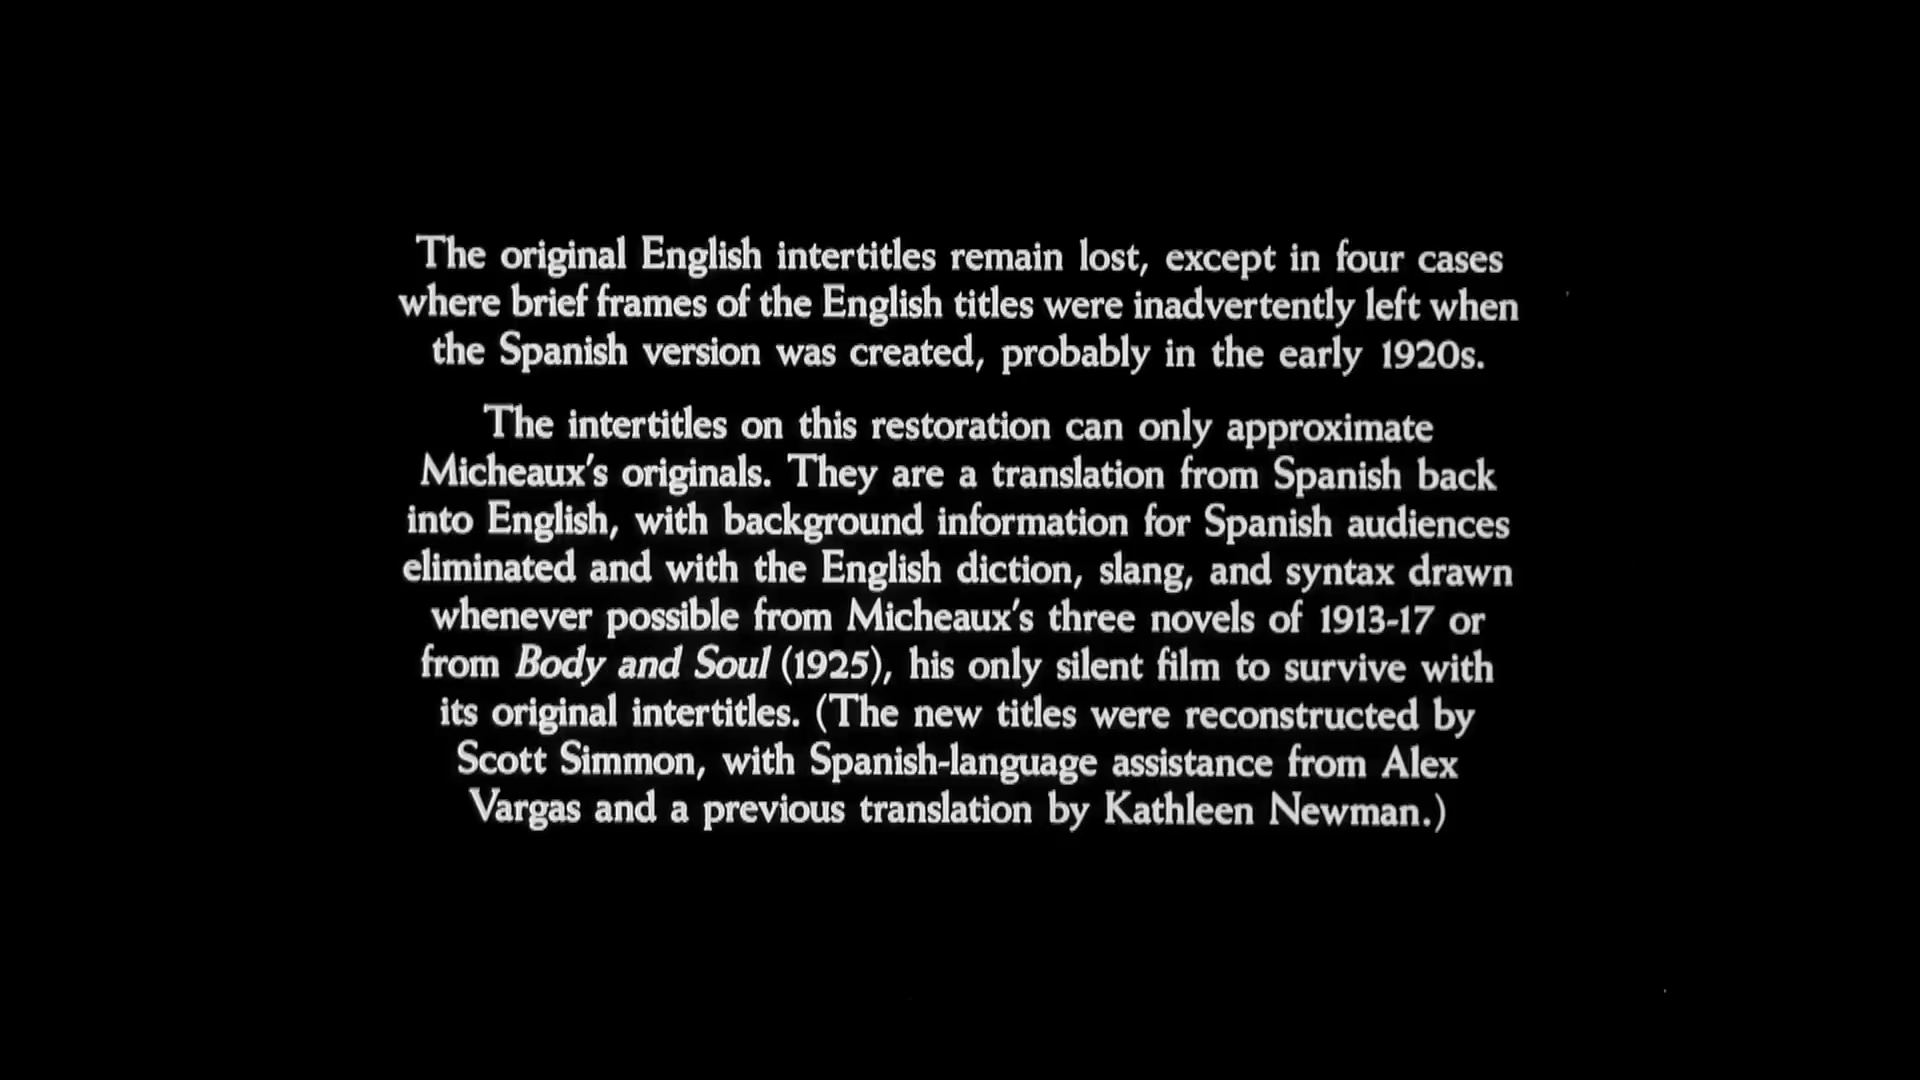 The original English intertitles remain lost, except in four cases
where brief frames of the English titles were inadvertently left when
the Spanish version was created, probably in the early 1920s.
The intertitles on this restoration can only approximate
Micheaux's originals. They are a translation from Spanish back
into English, with background information for Spanish audiences
eliminated and with the English diction, slang, and syntax drawn
whenever possible from Micheaux's three novels of 1913-17 or
from Body and Soul (1925), his only silent film to survive with
its original intertitles. (The new titles were reconstructed by
Scott Simmon, with Spanish-language assistance from Alex
Vargas and a previous translation by Kathleen Newman.)